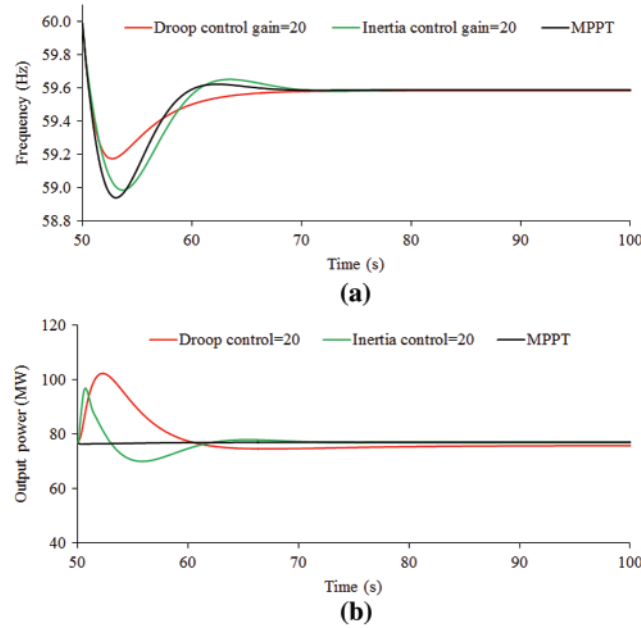 60.0
59.6
59.4
59.2
59.0
58.8
Frequency (Hz)
Droop control gain=20 Inertia control gain=20 MPPT
50 60 70 80 90 100
Time (s)
(a)
120
100
80
60
40
Output power (MW)
Droop control=20 Inertia control=20 MPPT
50 60 70 80 90 100
Time (s)
(b)